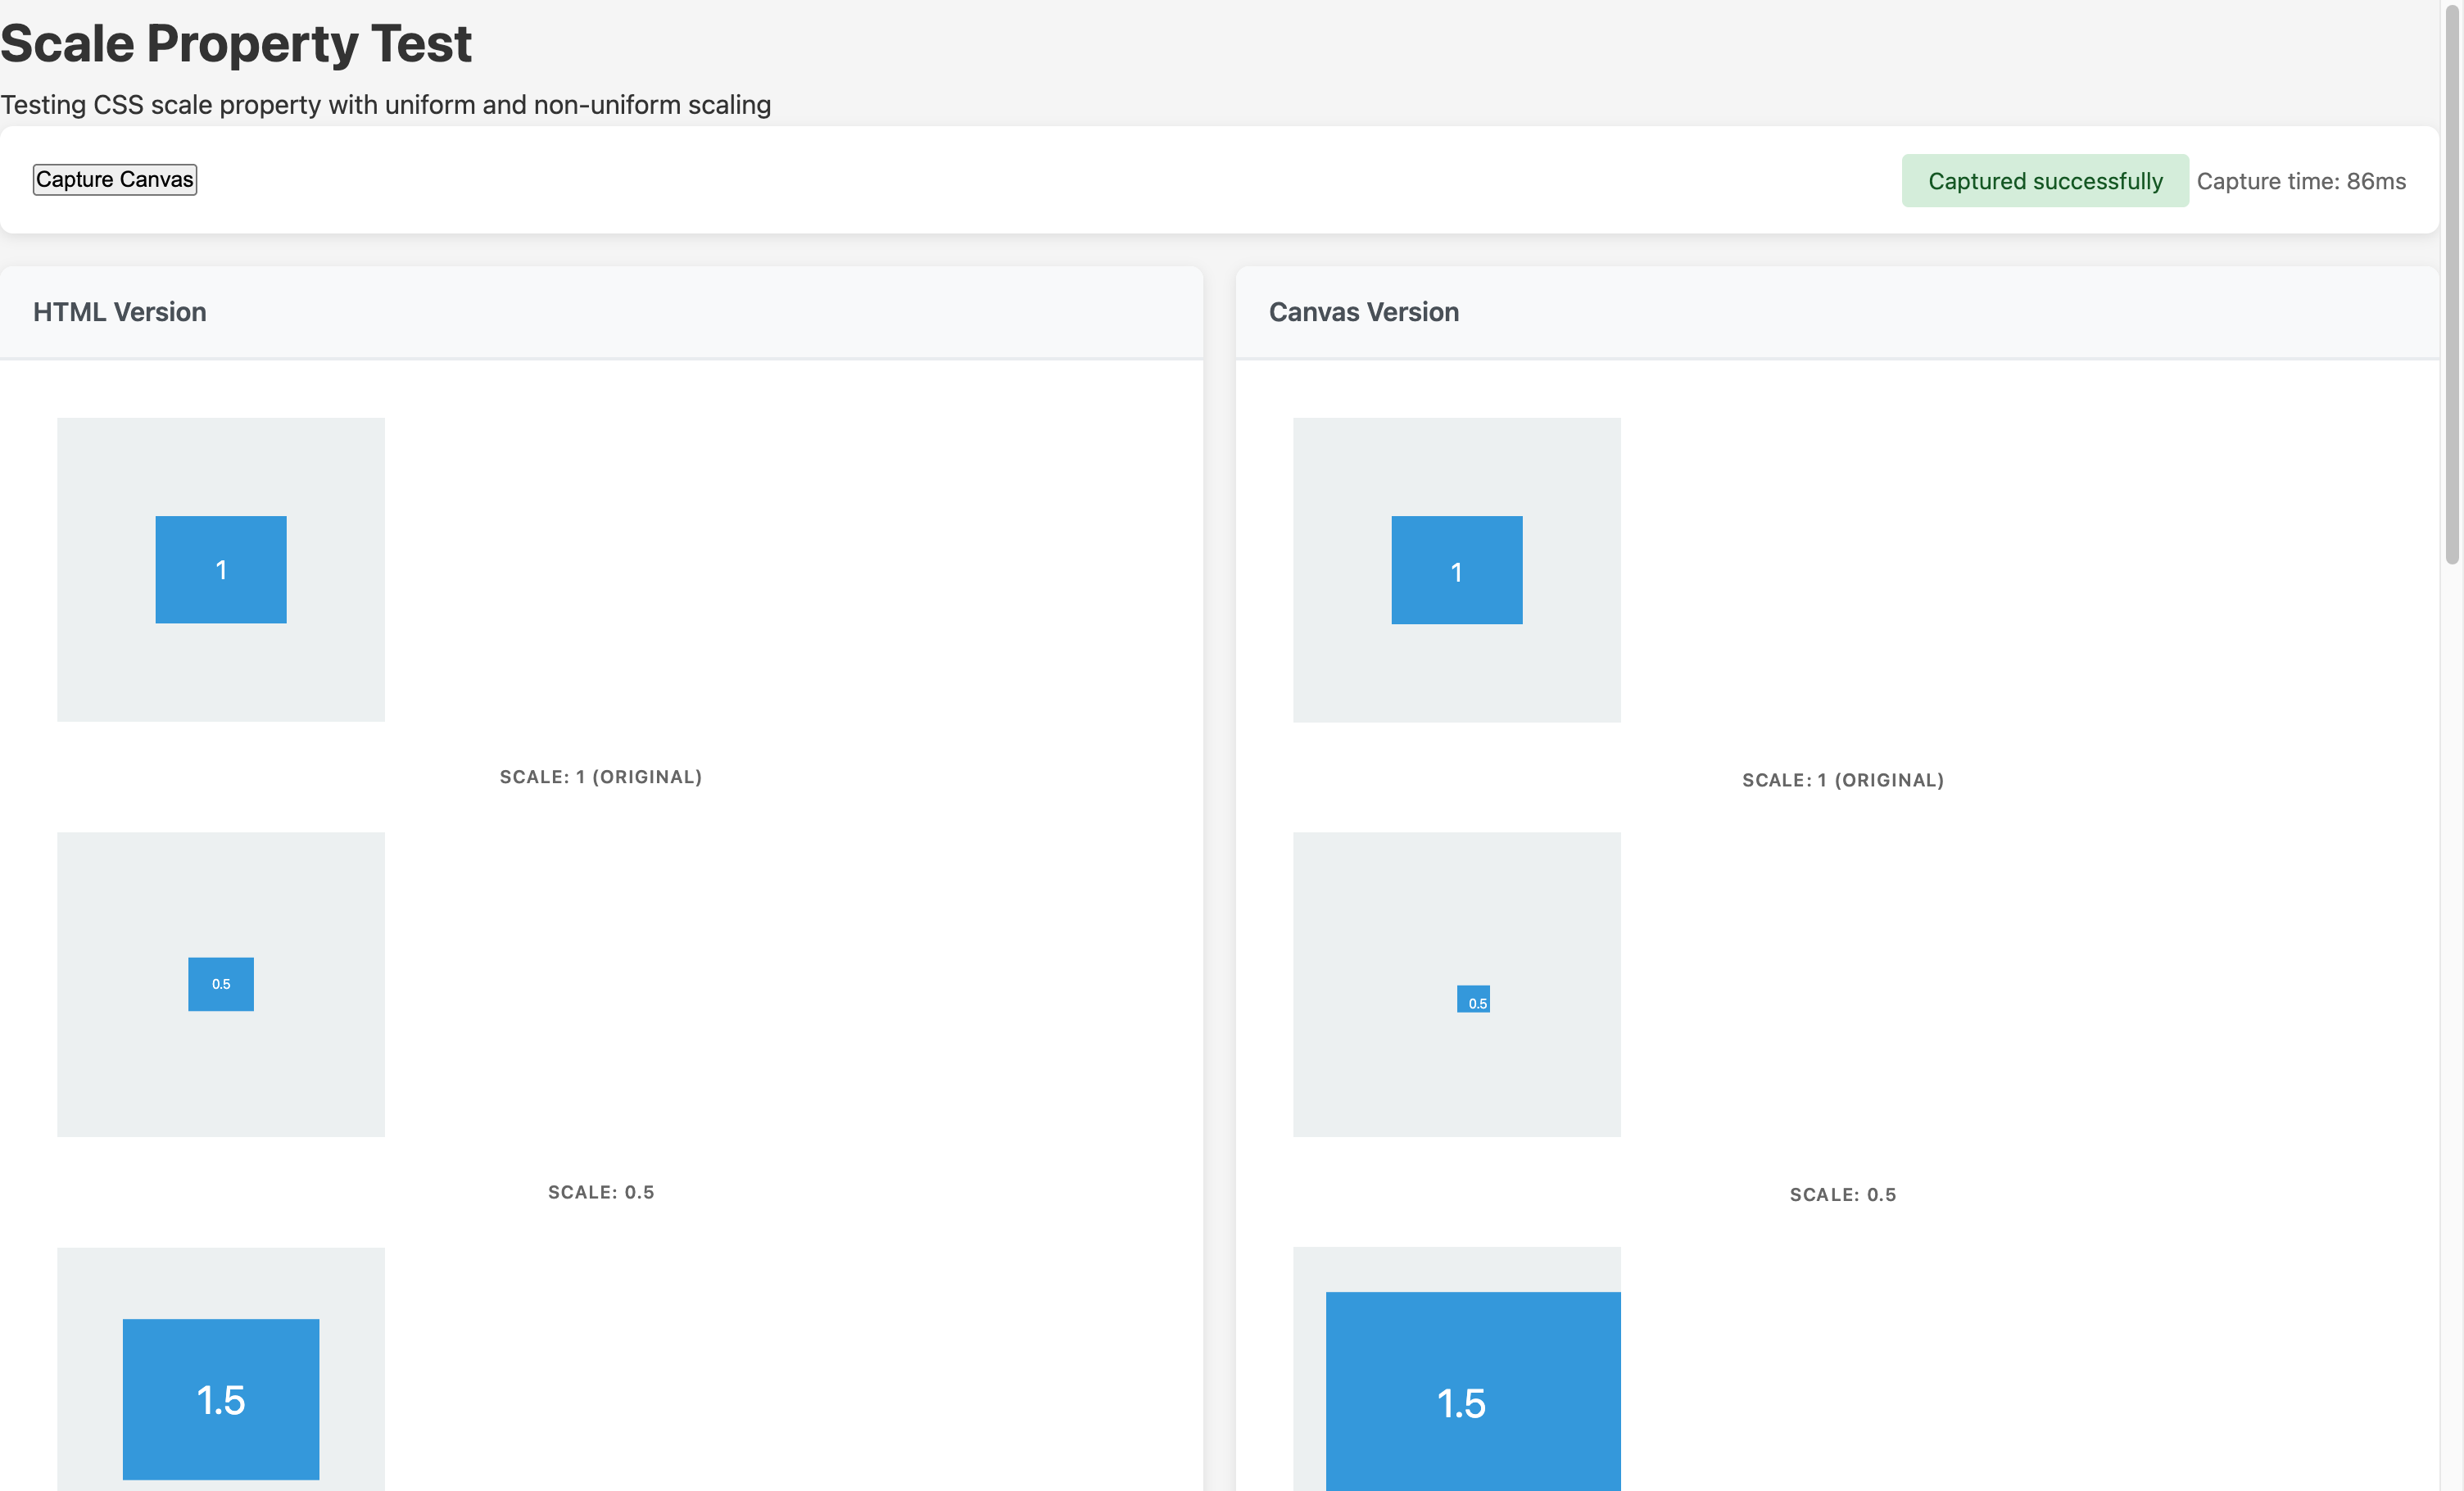 Scale Property Test
Testing CSS scale property with uniform and non-uniform scaling
Capture Canvas
Captured successfully Capture time: 86ms
HTML Version
1
SCALE: 1 (ORIGINAL)
0.5
SCALE: 0.5
1.5
Canvas Version
1
SCALE: 1 (ORIGINAL)
0.5
SCALE: 0.5
1.5